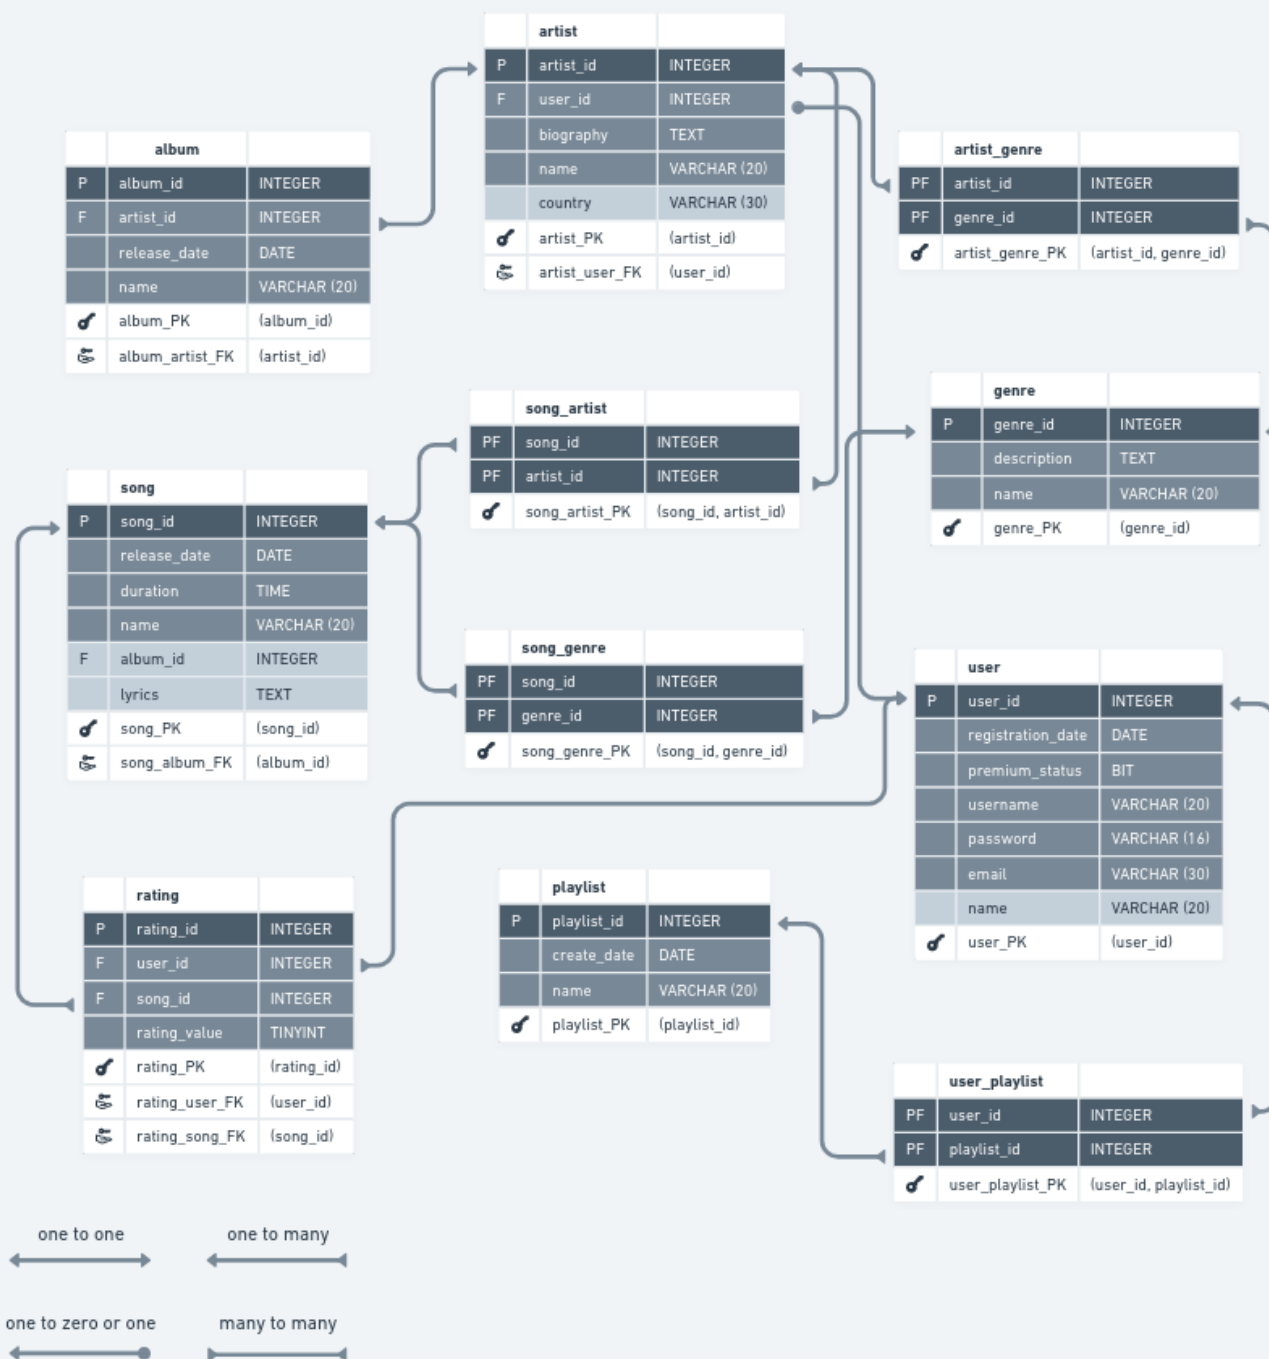 artist
P artist_id INTEGER
F user_id INTEGER
biography TEXT
name VARCHAR (20)
country VARCHAR (30)
artist_PK (artist_id)
artist_user_FK (user_id)
album
P album_id INTEGER
F artist_id INTEGER
release_date DATE
name VARCHAR (20)
album_PK (album_id)
album_artist_FK (artist_id)
artist_genre
PF artist_id INTEGER
PF genre_id INTEGER
artist_genre_PK (artist_id, genre_id)
song_artist
PF song_id INTEGER
PF artist_id INTEGER
song_artist_PK (song_id, artist_id)
genre
P genre_id INTEGER
description TEXT
name VARCHAR (20)
genre_PK (genre_id)
song
P song_id INTEGER
release_date DATE
duration TIME
name VARCHAR (20)
F album_id INTEGER
lyrics TEXT
song_PK (song_id)
song_album_FK (album_id)
song_genre
PF song_id INTEGER
PF genre_id INTEGER
song_genre_PK (song_id, genre_id)
user
P user_id INTEGER
registration_date DATE
premium_status BIT
username VARCHAR (20)
password VARCHAR (16)
email VARCHAR (30)
name VARCHAR (20)
user_PK (user_id)
rating
P rating_id INTEGER
F user_id INTEGER
F song_id INTEGER
rating_value TINYINT
rating_PK (rating_id)
rating_user_FK (user_id)
rating_song_FK (song_id)
playlist
P playlist_id INTEGER
create_date DATE
name VARCHAR (20)
playlist_PK (playlist_id)
user_playlist
PF user_id INTEGER
PF playlist_id INTEGER
user_playlist_PK (user_id, playlist_id)
one to one
one to many
one to zero or one
many to many